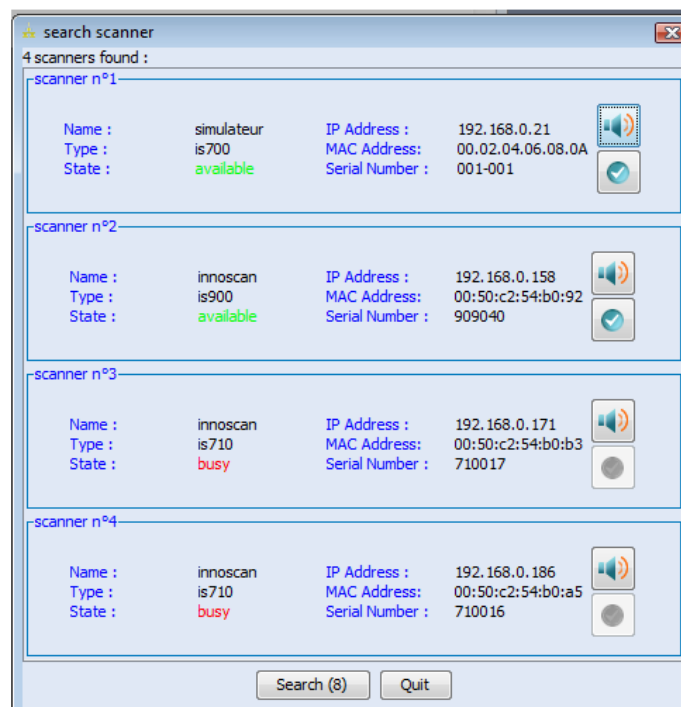 search scanner
4 scanners found :
scanner n°1
Name : simulateur IP Address : 192.168.0.21
Type : is700 MAC Address: 00.02.04.06.08.0A
State : available Serial Number : 001-001
scanner n°2
Name : innoscan IP Address : 192.168.0.158
Type : is900 MAC Address: 00:50:c2:54:b0:92
State : available Serial Number : 909040
scanner n°3
Name : innoscan IP Address : 192.168.0.171
Type : is710 MAC Address: 00:50:c2:54:b0:b3
State : busy Serial Number : 710017
scanner n°4
Name : innoscan IP Address : 192.168.0.186
Type : is710 MAC Address: 00:50:c2:54:b0:a5
State : busy Serial Number : 710016
Search (8) Quit